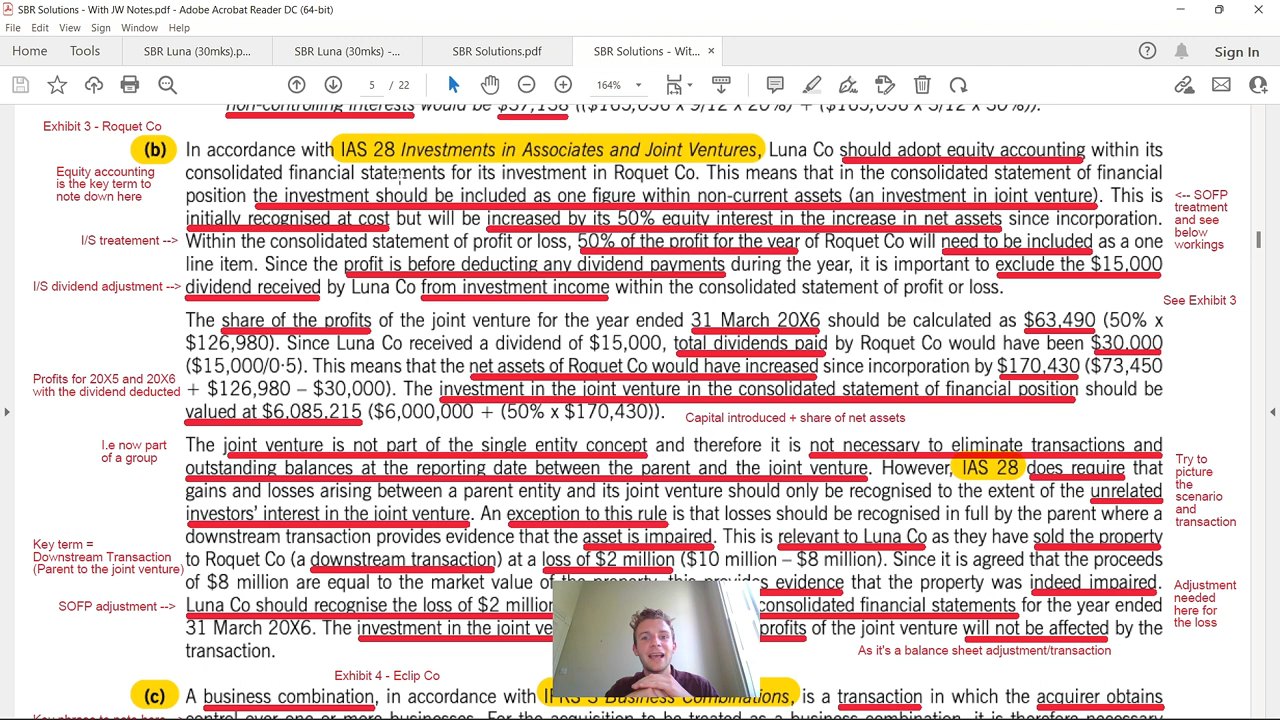 SBR Solutions - With JW Notes.pdf - Adobe Acrobat Reader DC (64-bit)
File Edit View Sign Window Help
Home Tools SBR Luna (30mks).p... SBR Luna (30mks) -... SBR Solutions.pdf SBR Solutions - Wit... × Sign In
5 / 22 164%
non-controlling interests would be $37,138 (($165,056 x 9/12 x 20%) + ($165,056 x 3/12 x 30%)).
Exhibit 3 - Roquet Co
(b) In accordance with IAS 28 Investments in Associates and Joint Ventures, Luna Co should adopt equity accounting within its
consolidated financial statements for its investment in Roquet Co. This means that in the consolidated statement of financial
position the investment should be included as one figure within non-current assets (an investment in joint venture). This is
initially recognised at cost but will be increased by its 50% equity interest in the increase in net assets since incorporation.
Within the consolidated statement of profit or loss, 50% of the profit for the year of Roquet Co will need to be included as a one
line item. Since the profit is before deducting any dividend payments during the year, it is important to exclude the $15,000
dividend received by Luna Co from investment income within the consolidated statement of profit or loss.
Equity accounting
is the key term to
note down here
<-- SOFP
treatment
and see
below
workings
I/S treatement -->
I/S dividend adjustment -->
See Exhibit 3
The share of the profits of the joint venture for the year ended 31 March 20X6 should be calculated as $63,490 (50% x
$126,980). Since Luna Co received a dividend of $15,000, total dividends paid by Roquet Co would have been $30,000
($15,000/0·5). This means that the net assets of Roquet Co would have increased since incorporation by $170,430 ($73,450
+ $126,980 – $30,000). The investment in the joint venture in the consolidated statement of financial position should be
valued at $6,085,215 ($6,000,000 + (50% x $170,430)).
Profits for 20X5 and 20X6
with the dividend deducted
Capital introduced + share of net assets
The joint venture is not part of the single entity concept and therefore it is not necessary to eliminate transactions and
outstanding balances at the reporting date between the parent and the joint venture. However, IAS 28 does require that
gains and losses arising between a parent entity and its joint venture should only be recognised to the extent of the unrelated
investors' interest in the joint venture. An exception to this rule is that losses should be recognised in full by the parent where a
downstream transaction provides evidence that the asset is impaired. This is relevant to Luna Co as they have sold the property
to Roquet Co (a downstream transaction) at a loss of $2 million ($10 million – $8 million). Since it is agreed that the proceeds
of $8 million are equal to the market value of the property, this provides evidence that the property was indeed impaired.
Luna Co should recognise the loss of $2 million consolidated financial statements for the year ended
31 March 20X6. The investment in the joint ven profits of the joint venture will not be affected by the
transaction.
I.e now part
of a group
Try to
picture
the
scenario
and
transaction
Key term =
Downstream Transaction
(Parent to the joint venture)
SOFP adjustment -->
Adjustment
needed
here for
the loss
As it's a balance sheet adjustment/transaction
Exhibit 4 - Eclip Co
(c) A business combination, in accordance with IFRS 3 Business Combinations, is a transaction in which the acquirer obtains